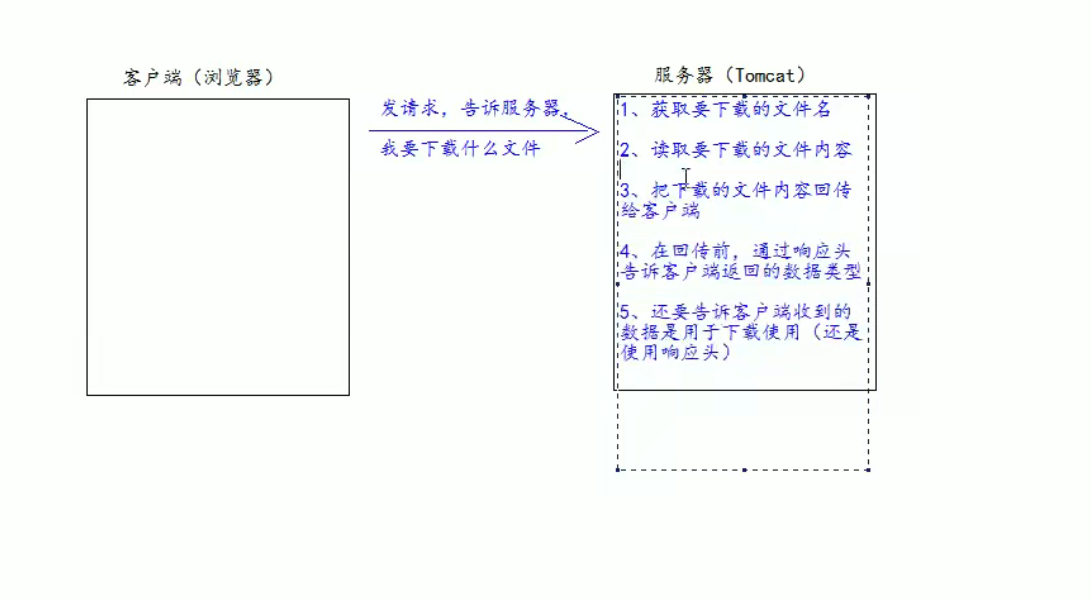 客户端（浏览器）
服务器（Tomcat）
发请求，告诉服务器，
我要下载什么文件
1、获取要下载的文件名
2、读取要下载的文件内容
3、把下载的文件内容回传
给客户端
4、在回传前，通过响应头
告诉客户端返回的数据类型
5、还要告诉客户端收到的
数据是用于下载使用（还是
使用响应头）